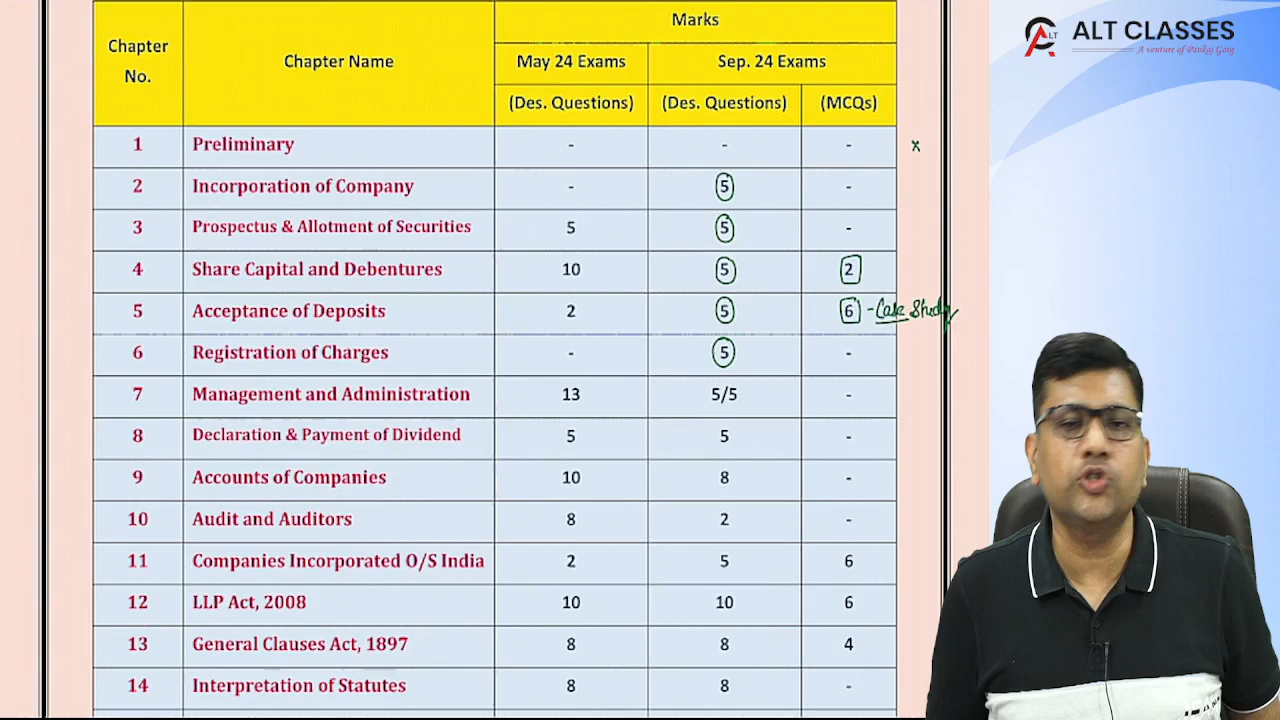 ALT CLASSES
A venture of Pankaj Garg
ALT
Chapter No. Chapter Name Marks
May 24 Exams Sep. 24 Exams
(Des. Questions) (Des. Questions) (MCQs)
1 Preliminary - - - x
2 Incorporation of Company - 5 -
3 Prospectus & Allotment of Securities 5 5 -
4 Share Capital and Debentures 10 5 2
5 Acceptance of Deposits 2 5 6 - Case Study
6 Registration of Charges - 5 -
7 Management and Administration 13 5/5 -
8 Declaration & Payment of Dividend 5 5 -
9 Accounts of Companies 10 8 -
10 Audit and Auditors 8 2 -
11 Companies Incorporated O/S India 2 5 6
12 LLP Act, 2008 10 10 6
13 General Clauses Act, 1897 8 8 4
14 Interpretation of Statutes 8 8 -